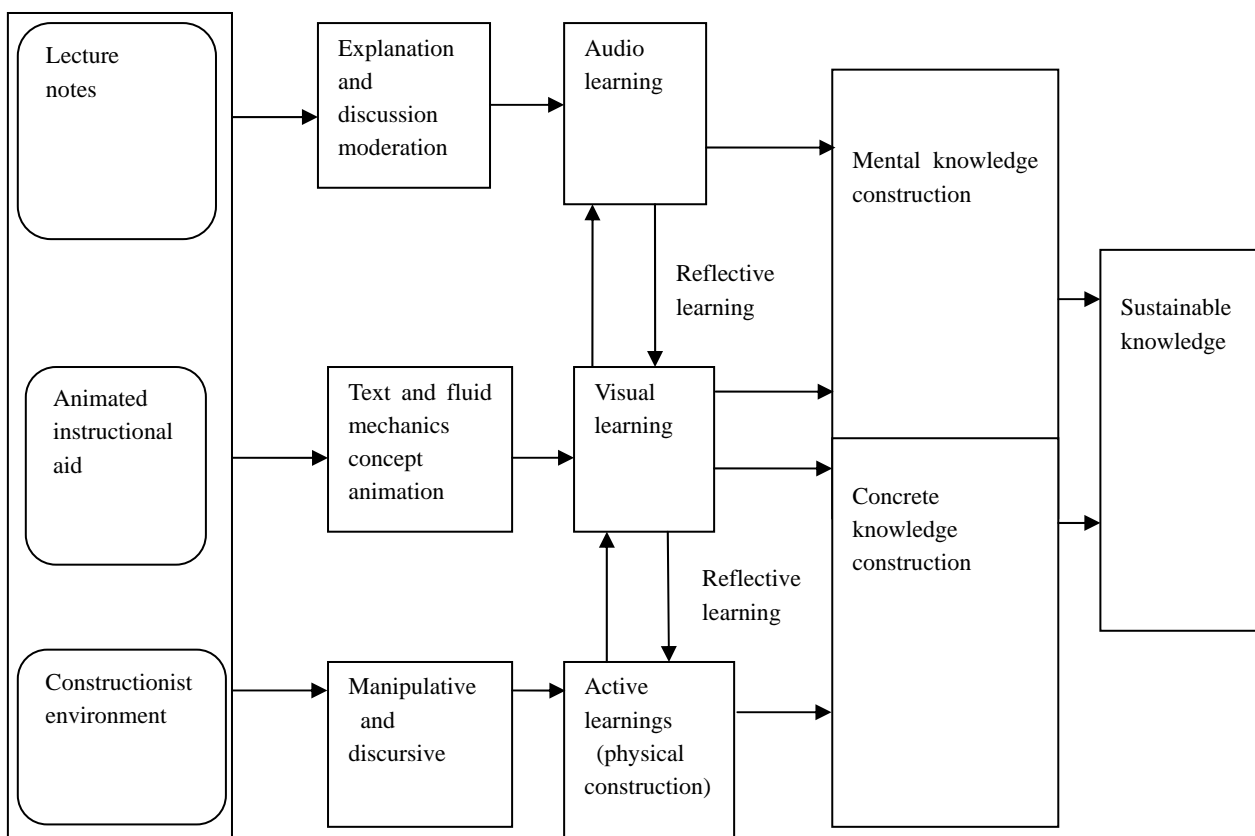 Lecture
notes
Explanation
and
discussion
moderation
Audio
learning
Mental knowledge
construction
Reflective
learning
Sustainable
knowledge
Animated
instructional
aid
Text and fluid
mechanics
concept
animation
Visual
learning
Concrete
knowledge
construction
Reflective
learning
Constructionist
environment
Manipulative
and
discursive
Active
learnings
(physical
construction)